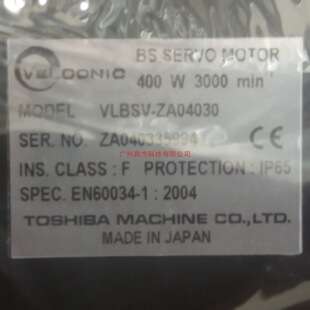 VELCONIC BS SERVO MOTOR
400 W 3000 min
MODEL VLBSV-ZA04030
SER. NO. CE
INS. CLASS : F PROTECTION : IP65
SPEC. EN60034-1 : 2004
TOSHIBA MACHINE CO.,LTD.
MADE IN JAPAN